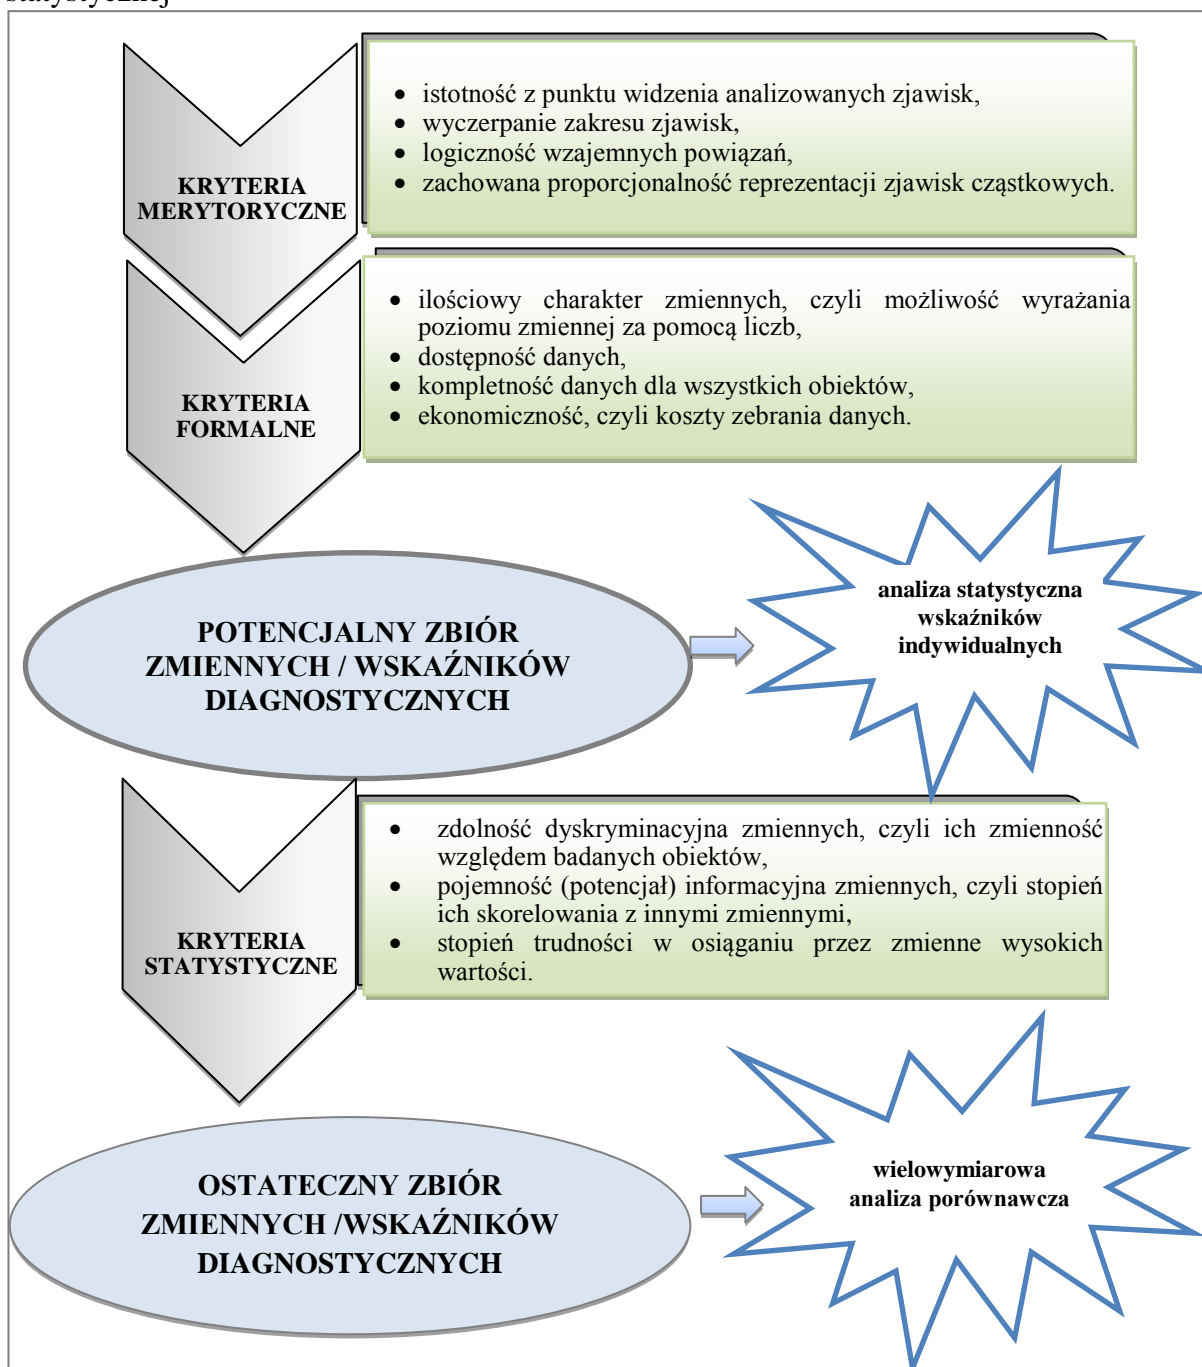 statystycznej
• istotność z punktu widzenia analizowanych zjawisk,
• wyczerpanie zakresu zjawisk,
• logiczność wzajemnych powiązań,
• zachowana proporcjonalność reprezentacji zjawisk cząstkowych.
KRYTERIA
MERYTORYCZNE
• ilościowy charakter zmiennych, czyli możliwość wyrażania
poziomu zmiennej za pomocą liczb,
• dostępność danych,
• kompletność danych dla wszystkich obiektów,
• ekonomiczność, czyli koszty zebrania danych.
KRYTERIA
FORMALNE
POTENCJALNY ZBIÓR
ZMIENNYCH / WSKAŹNIKÓW
DIAGNOSTYCZNYCH
analiza statystyczna
wskaźników
indywidualnych
• zdolność dyskryminacyjna zmiennych, czyli ich zmienność
względem badanych obiektów,
• pojemność (potencjał) informacyjna zmiennych, czyli stopień
ich skorelowania z innymi zmiennymi,
• stopień trudności w osiąganiu przez zmienne wysokich
wartości.
KRYTERIA
STATYSTYCZNE
OSTATECZNY ZBIÓR
ZMIENNYCH /WSKAŹNIKÓW
DIAGNOSTYCZNYCH
wielowymiarowa
analiza porównawcza